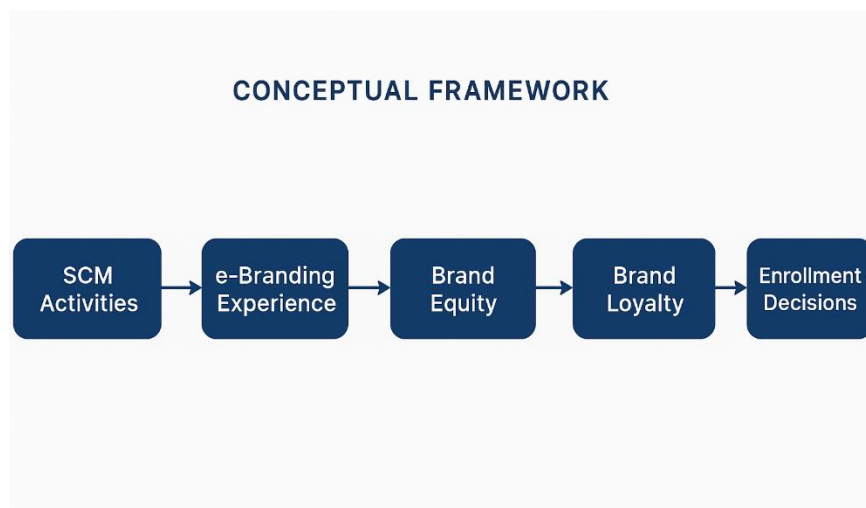 CONCEPTUAL FRAMEWORK
SCM
Activities
e-Branding
Experience
Brand
Equity
Brand
Loyalty
Enrollment
Decisions